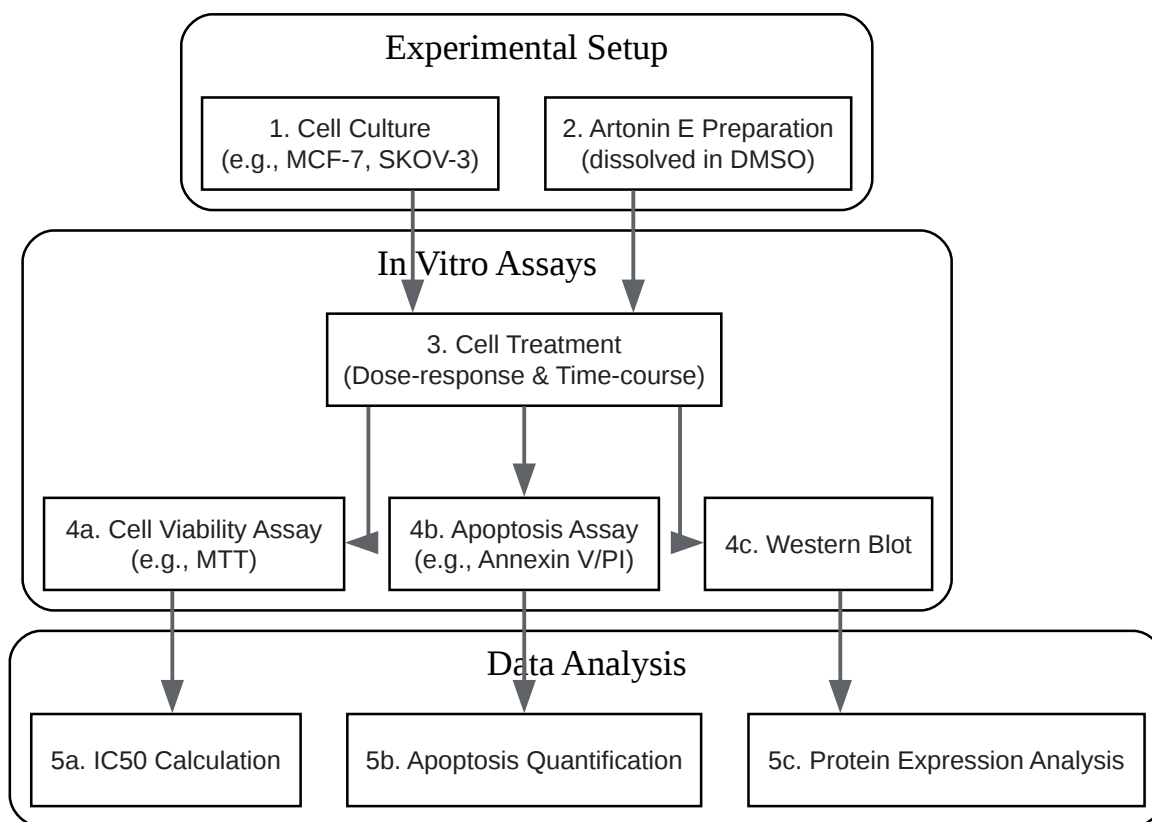 Experimental Setup
1. Cell Culture
(e.g., MCF-7, SKOV-3)
2. Artonin E Preparation
(dissolved in DMSO)
In Vitro Assays
3. Cell Treatment
(Dose-response & Time-course)
4a. Cell Viability Assay
(e.g., MTT)
4b. Apoptosis Assay
(e.g., Annexin V/PI)
4c. Western Blot
Data Analysis
5a. IC50 Calculation
5b. Apoptosis Quantification
5c. Protein Expression Analysis